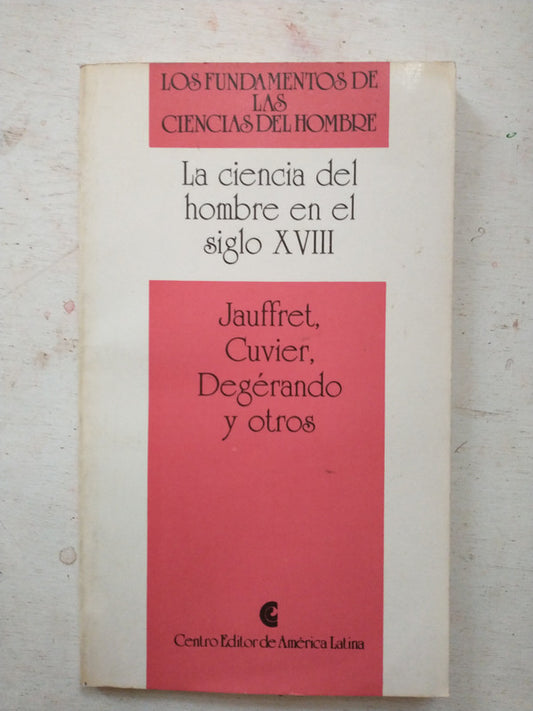 LOS FUNDAMENTOS DE
LAS
CIENCIAS DEL HOMBRE
La ciencia del
hombre en el
siglo XVIII
Jauffret,
Cuvier,
Degérando
y otros
Centro Editor de América Latina